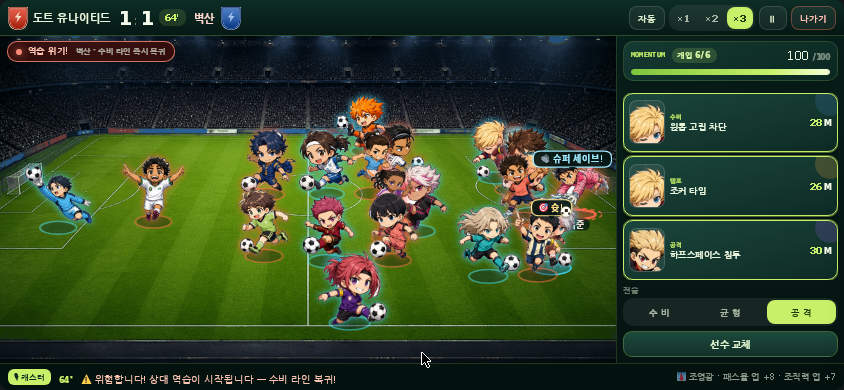 도트 유나이티드 1 : 1 64' 벽산
자동 ×1 ×2 ×3 II 나가기
역습 위기! 벽산 · 수비 라인 즉시 복귀
MOMENTUM 개입 6/6 100 /100
수비
원톱 고립 차단 28 M
템포
조커 타임 26 M
공격
하프스페이스 침투 30 M
슈퍼 세이브!
슛!
준
전술
수비 균형 공격
선수 교체
캐스터 64' 위험합니다! 상대 역습이 시작됩니다 — 수비 라인 복귀!
조영광 · 패스율 업 +8 · 조직력 업 +7